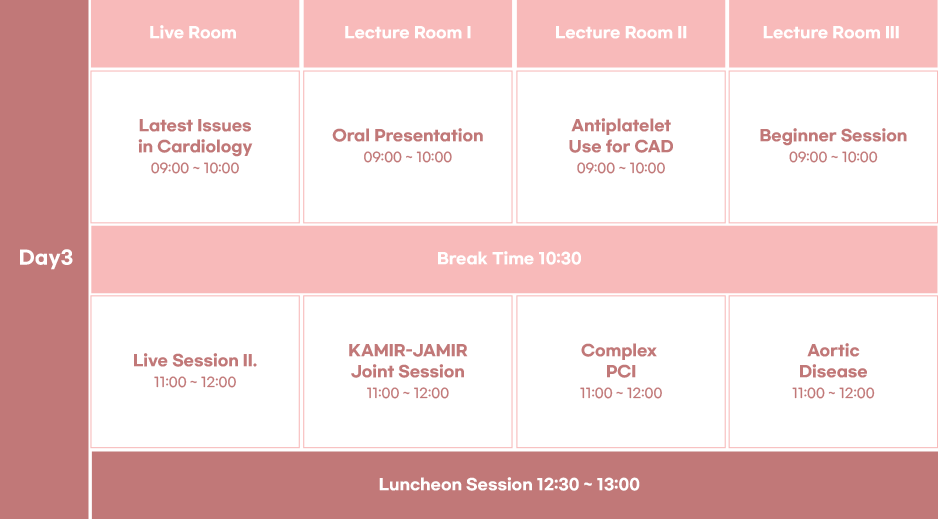 Live Room
Lecture Room I
Lecture Room II
Lecture Room III
Day3
Latest Issues
in Cardiology
09:00 ~ 10:00
Oral Presentation
09:00 ~ 10:00
Antiplatelet
Use for CAD
09:00 ~ 10:00
Beginner Session
09:00 ~ 10:00
Break Time 10:30
Live Session II.
11:00 ~ 12:00
KAMIR-JAMIR
Joint Session
11:00 ~ 12:00
Complex
PCI
11:00 ~ 12:00
Aortic
Disease
11:00 ~ 12:00
Luncheon Session 12:30 ~ 13:00